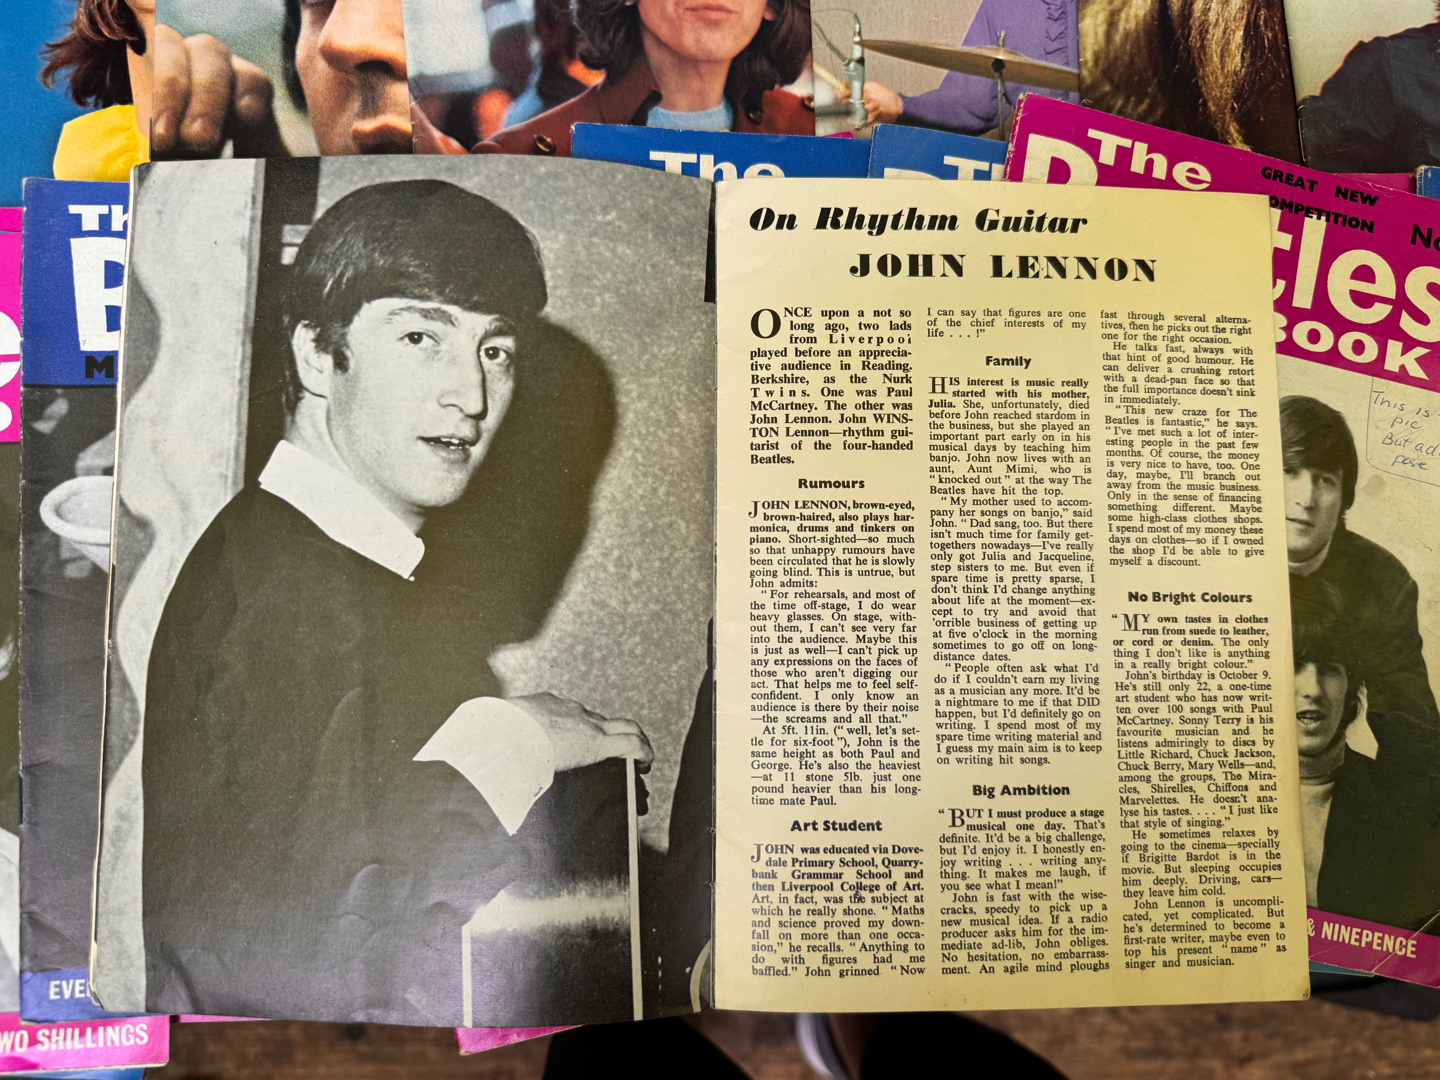 The
The
Th
GREAT NEW
COMPETITION
No
tles
BOOK
This is
pic
But ad
pose
& NINEPENCE
Th
B
M
EVE
WO SHILLINGS
On Rhythm Guitar
JOHN LENNON
ONCE upon a not so
long ago, two lads
from Liverpool
played before an apprecia-
tive audience in Reading,
Berkshire, as the Nurk
Twins. One was Paul
McCartney. The other was
John Lennon. John WINS-
TON Lennon—rhythm gui-
tarist of the four-handed
Beatles.
Rumours
JOHN LENNON, brown-eyed,
brown-haired, also plays har-
monica, drums and tinkers on
piano. Short-sighted—so much
so that unhappy rumours have
been circulated that he is slowly
going blind. This is untrue, but
John admits:
“ For rehearsals, and most of
the time off-stage, I do wear
heavy glasses. On stage, with-
out them, I can't see very far
into the audience. Maybe this
is just as well—I can't pick up
any expressions on the faces of
those who aren't digging our
act. That helps me to feel self-
confident. I only know an
audience is there by their noise
—the screams and all that.”
At 5ft. 11in. (“ well, let's set-
tle for six-foot ”), John is the
same height as both Paul and
George. He's also the heaviest
—at 11 stone 5lb. just one
pound heavier than his long-
time mate Paul.
Art Student
JOHN was educated via Dove-
dale Primary School, Quarry-
bank Grammar School and
then Liverpool College of Art.
Art, in fact, was the subject at
which he really shone. “ Maths
and science proved my down-
fall on more than one occa-
sion,” he recalls. “ Anything to
do with figures had me
baffled.” John grinned “ Now
I can say that figures are one
of the chief interests of my
life . . . !”
Family
HIS interest is music really
started with his mother,
Julia. She, unfortunately, died
before John reached stardom in
the business, but she played an
important part early on in his
musical days by teaching him
banjo. John now lives with an
aunt, Aunt Mimi, who is
“ knocked out ” at the way The
Beatles have hit the top.
“ My mother used to accom-
pany her songs on banjo,” said
John. “ Dad sang, too. But there
isn't much time for family get-
togethers nowadays—I've really
only got Julia and Jacqueline,
step sisters to me. But even if
spare time is pretty sparse, I
don't think I'd change anything
about life at the moment—ex-
cept to try and avoid that
'orrible business of getting up
at five o'clock in the morning
sometimes to go off on long-
distance dates.
“ People often ask what I'd
do if I couldn't earn my living
as a musician any more. It'd be
a nightmare to me if that DID
happen, but I'd definitely go on
writing. I spend most of my
spare time writing material and
I guess my main aim is to keep
on writing hit songs.
Big Ambition
“ BUT I must produce a stage
musical one day. That's
definite. It'd be a big challenge,
but I'd enjoy it. I honestly en-
joy writing . . . writing any-
thing. It makes me laugh, if
you see what I mean!”
John is fast with the wise-
cracks, speedy to pick up a
new musical idea. If a radio
producer asks him for the im-
mediate ad-lib, John obliges.
No hesitation, no embarrass-
ment. An agile mind ploughs
fast through several alterna-
tives, then he picks out the right
one for the right occasion.
He talks fast, always with
that hint of good humour. He
can deliver a crushing retort
with a dead-pan face so that
the full importance doesn't sink
in immediately.
“ This new craze for The
Beatles is fantastic,” he says.
“ I've met such a lot of inter-
esting people in the past few
months. Of course, the money
is very nice to have, too. One
day, maybe, I'll branch out
away from the music business.
Only in the sense of financing
something different. Maybe
some high-class clothes shops.
I spend most of my money these
days on clothes—so if I owned
the shop I'd be able to give
myself a discount.
No Bright Colours
“ MY own tastes in clothes
run from suede to leather,
or cord or denim. The only
thing I don't like is anything
in a really bright colour.”
John's birthday is October 9.
He's still only 22, a one-time
art student who has now writ-
ten over 100 songs with Paul
McCartney. Sonny Terry is his
favourite musician and he
listens admiringly to discs by
Little Richard, Chuck Jackson,
Chuck Berry, Mary Wells—and,
among the groups, The Mira-
cles, Shirelles, Chiffons and
Marvelettes. He doesn't ana-
lyse his tastes. . . . “ I just like
that style of singing.”
He sometimes relaxes by
going to the cinema—specially
if Brigitte Bardot is in the
movie. But sleeping occupies
him deeply. Driving, cars—
they leave him cold.
John Lennon is uncompli-
cated, yet complicated. But
he's determined to become a
first-rate writer, maybe even to
top his present “ name ” as
singer and musician.